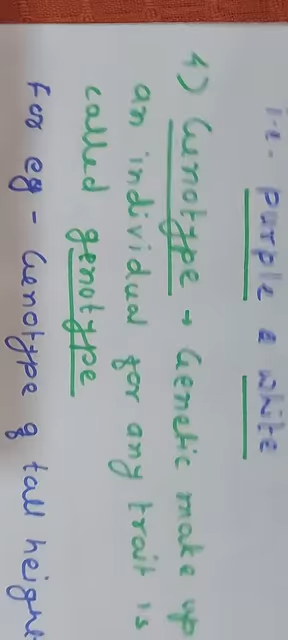 i.e. purple & white
4) Genotype → Genetic make up
an individual for any trait is
called genotype
For eg - Genotype of tall height